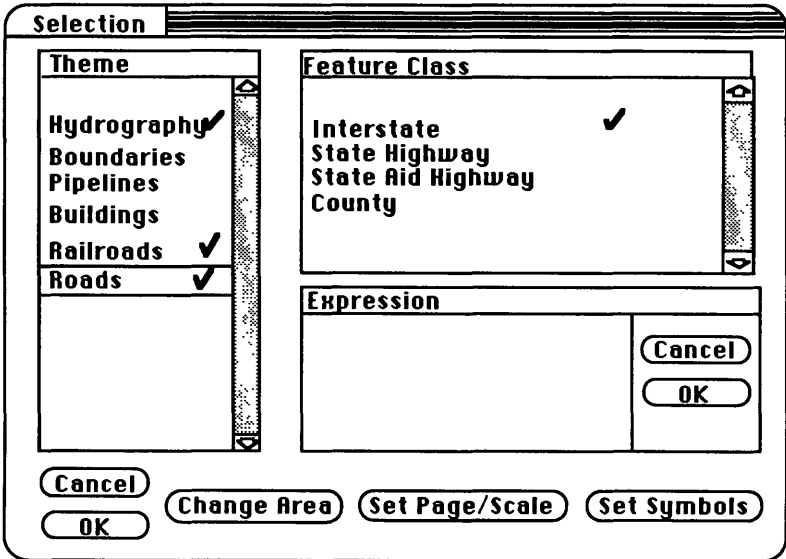 Selection
Theme
Hydrography
Boundaries
Pipelines
Buildings
Railroads
Roads
Feature Class
Interstate
State Highway
State Aid Highway
County
Expression
Cancel
OK
Cancel
OK
Change Area
Set Page/Scale
Set Symbols